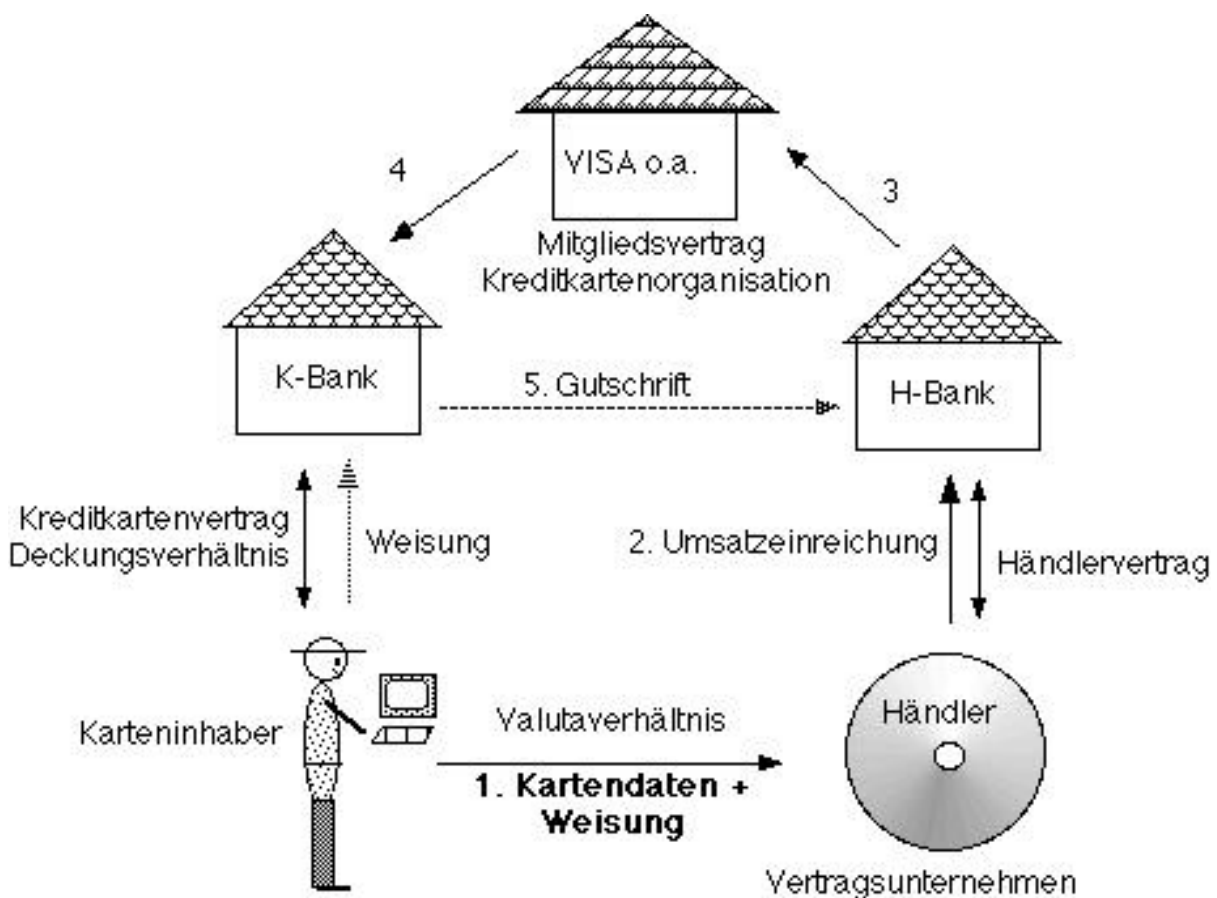 VISA o.a.
4
3
Mitgliedsvertrag
Kreditkartenorganisation
K-Bank
5. Gutschrift
H-Bank
Kreditkartenvertrag
Deckungsverhältnis
Weisung
2. Umsatzeinreichung
Händlervertrag
Karteninhaber
Valutaverhältnis
1. Kartendaten +
Weisung
Händler
Vertragsunternehmen